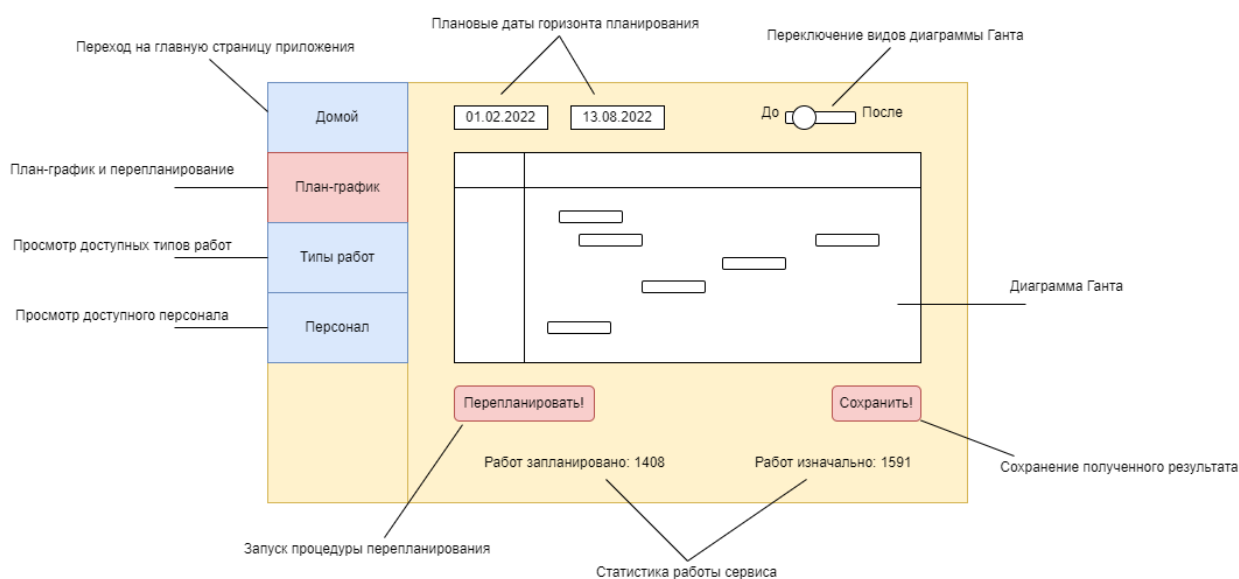 Плановые даты горизонта планирования
Переключение видов диаграммы Ганта
Переход на главную страницу приложения
Домой
01.02.2022
13.08.2022
До
После
План-график и перепланирование
План-график
Просмотр доступных типов работ
Типы работ
Диаграмма Ганта
Просмотр доступного персонала
Персонал
Перепланировать!
Сохранить!
Работ запланировано: 1408
Работ изначально: 1591
Сохранение полученного результата
Запуск процедуры перепланирования
Статистика работы сервиса